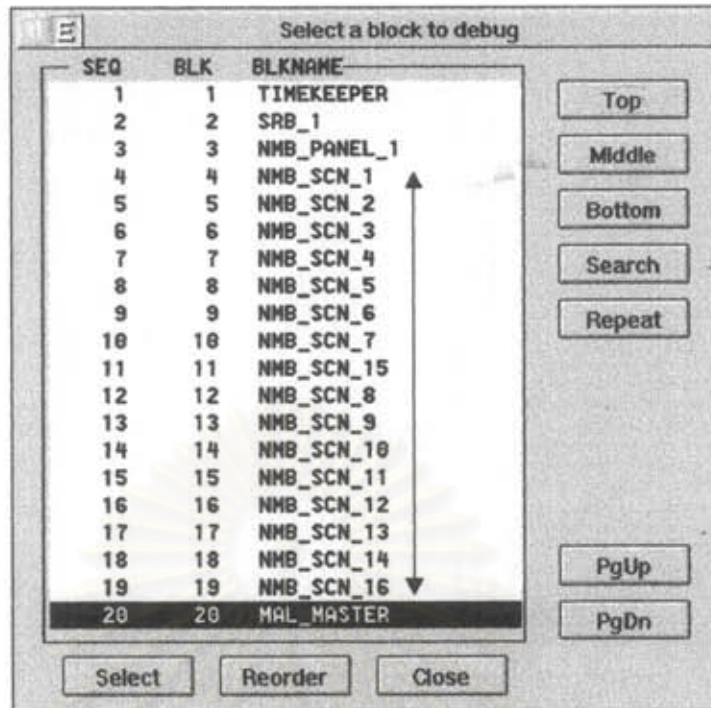 Select a block to debug
SEQ BLK BLKNAME
1 1 TIMEKEEPER
2 2 SRB_1
3 3 NMB_PANEL_1
4 4 NMB_SCN_1
5 5 NMB_SCN_2
6 6 NMB_SCN_3
7 7 NMB_SCN_4
8 8 NMB_SCN_5
9 9 NMB_SCN_6
10 10 NMB_SCN_7
11 11 NMB_SCN_15
12 12 NMB_SCN_8
13 13 NMB_SCN_9
14 14 NMB_SCN_10
15 15 NMB_SCN_11
16 16 NMB_SCN_12
17 17 NMB_SCN_13
18 18 NMB_SCN_14
19 19 NMB_SCN_16
20 20 MAL_MASTER
Top
Middle
Bottom
Search
Repeat
PgUp
PgDn
Select Reorder Close